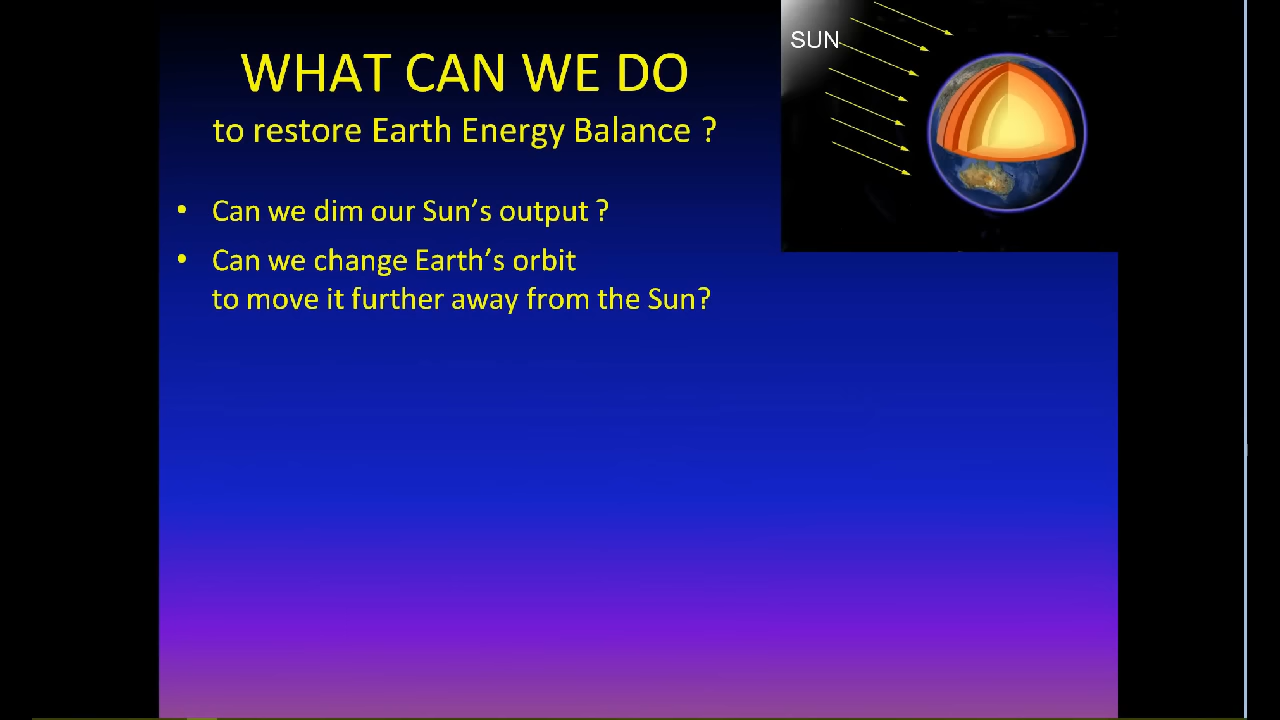 WHAT CAN WE DO
to restore Earth Energy Balance ?
SUN
• Can we dim our Sun’s output ?
• Can we change Earth’s orbit
to move it further away from the Sun?